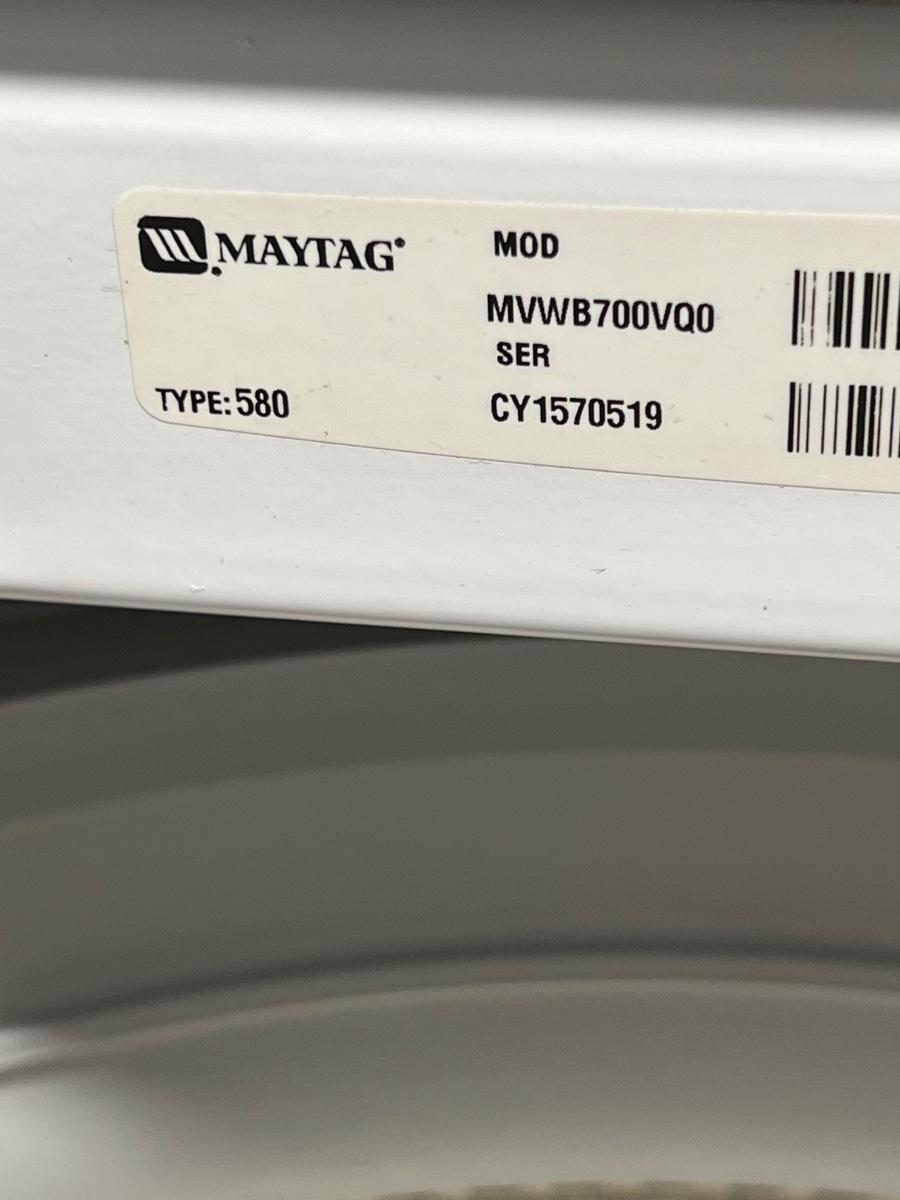 MAYTAG®
MOD
MVWB700VQ0
SER
TYPE: 580
CY1570519